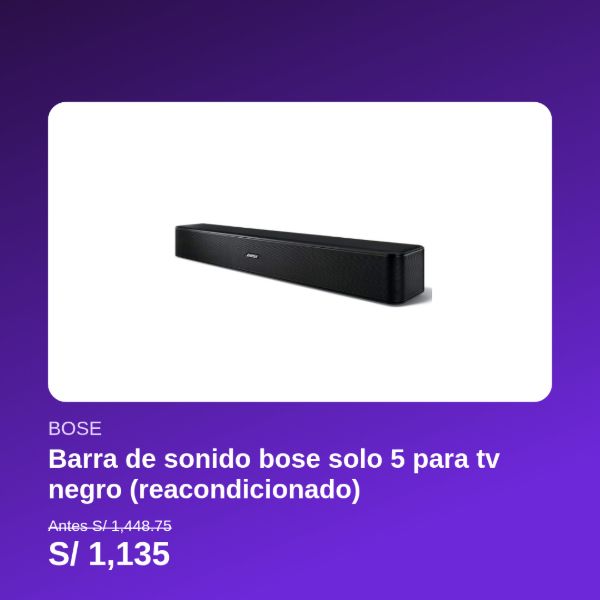 BOSE
Barra de sonido bose solo 5 para tv
negro (reacondicionado)
Antes S/ 1,448.75
S/ 1,135